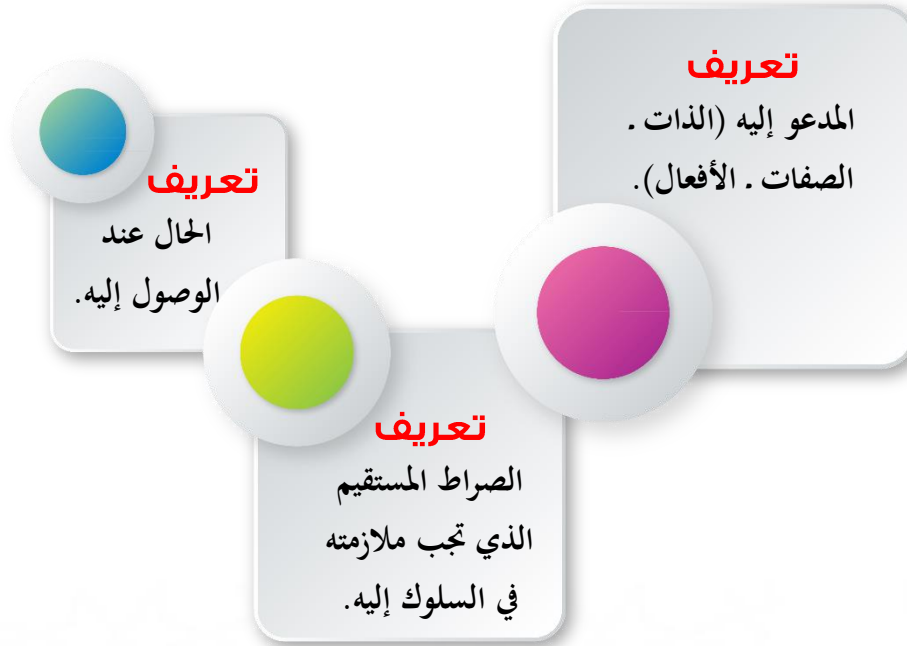 تعريف
المدعو إليه (الذات ـ
الصفات ـ الأفعال).
تعريف
الصراط المستقيم
الذي تجب ملازمته
في السلوك إليه.
تعريف
الحال عند
الوصول إليه.